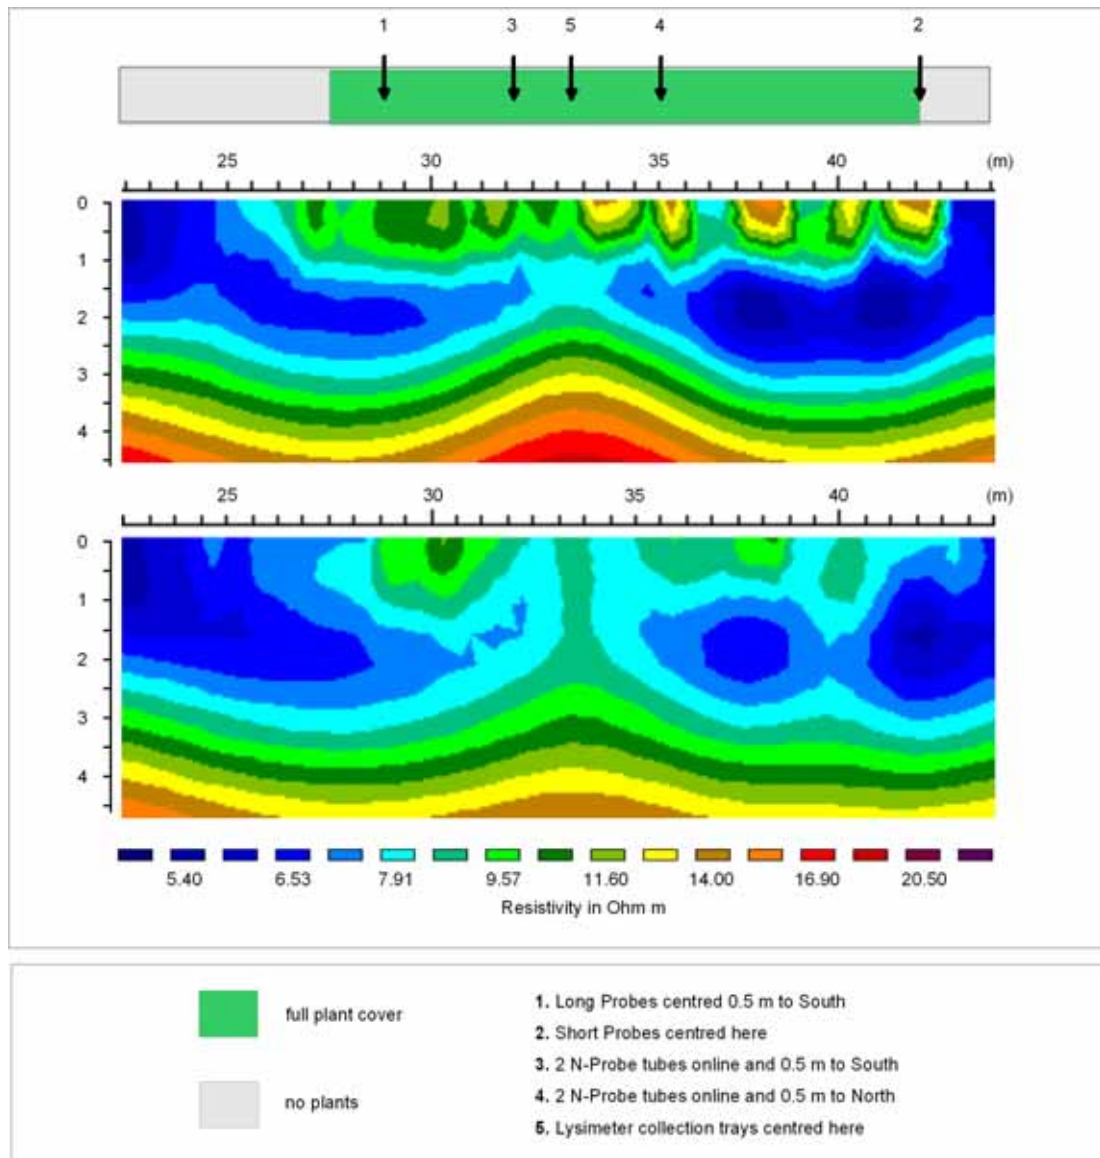 1 3 5 4 2
25 30 35 40 (m)
0
1
2
3
4
25 30 35 40 (m)
0
1
2
3
4
5.40 6.53 7.91 9.57 11.60 14.00 16.90 20.50
Resistivity in Ohm m
full plant cover
no plants
1. Long Probes centred 0.5 m to South
2. Short Probes centred here
3. 2 N-Probe tubes online and 0.5 m to South
4. 2 N-Probe tubes online and 0.5 m to North
5. Lysimeter collection trays centred here